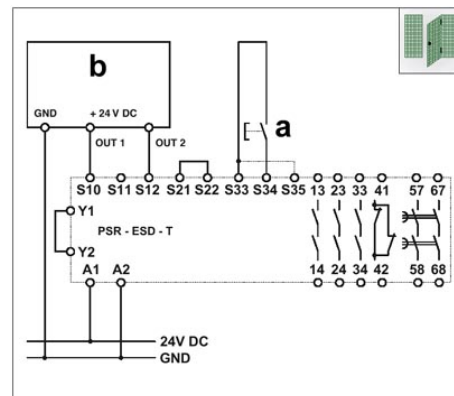 b
GND + 24 V DC
OUT 1 OUT 2
a
S10 S11 S12 S21 S22 S33 S34 S35 13 23 33 41 57 67
Y1
PSR - ESD - T
Y2
A1 A2 14 24 34 42 58 68
24V DC
GND